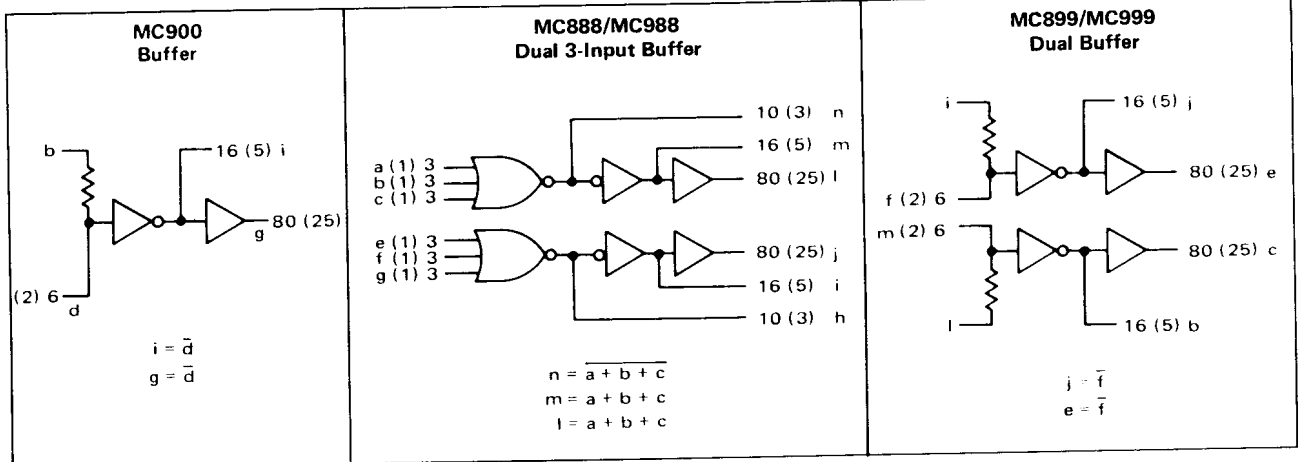 MC900
Buffer
b
16 (5) i
80 (25)
g
(2) 6
d
i = d̅
g = d̅
MC888/MC988
Dual 3-Input Buffer
10 (3) n
16 (5) m
a (1) 3
b (1) 3
c (1) 3
80 (25) l
e (1) 3
f (1) 3
g (1) 3
80 (25) j
16 (5) i
10 (3) h
n = a̅ ̅+̅ ̅b̅ ̅+̅ ̅c̅
m = a + b + c
l = a + b + c
MC899/MC999
Dual Buffer
i
16 (5) j
80 (25) e
f (2) 6
m (2) 6
80 (25) c
l
16 (5) b
j = f̅
e = f̅